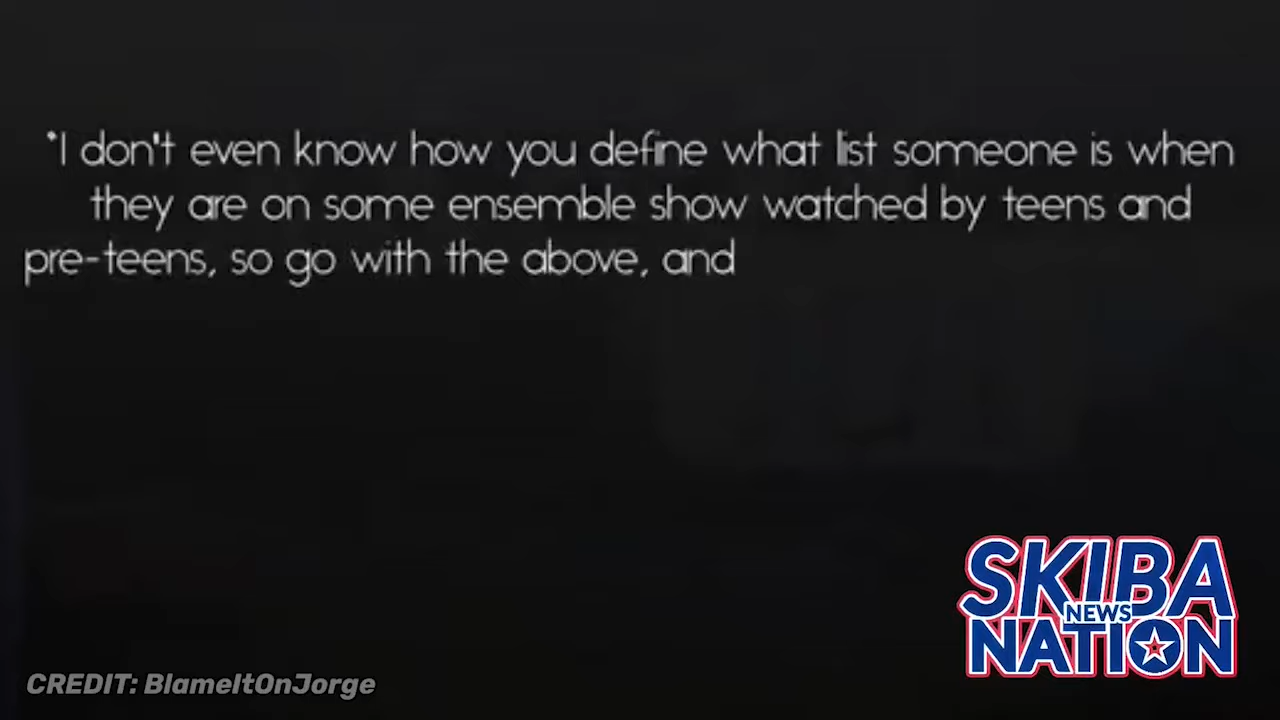 "I don't even know how you define what list someone is when
they are on some ensemble show watched by teens and
pre-teens, so go with the above, and
SKIBA
NEWS
NATION
CREDIT: BlameItOnJorge